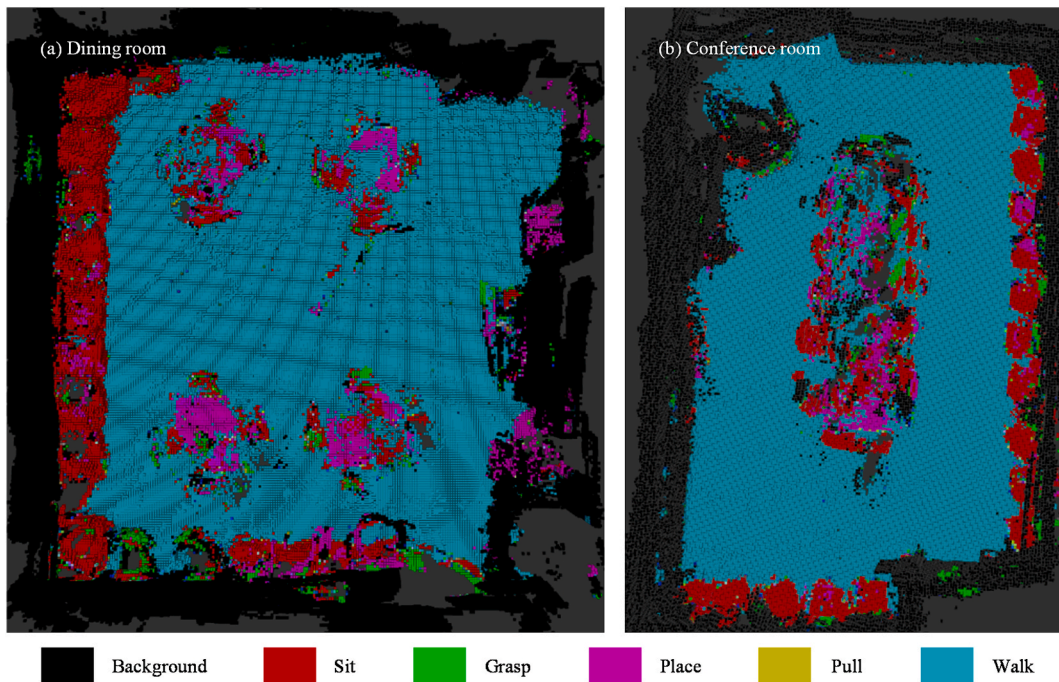 (a) Dining room
(b) Conference room
Background Sit Grasp Place Pull Walk